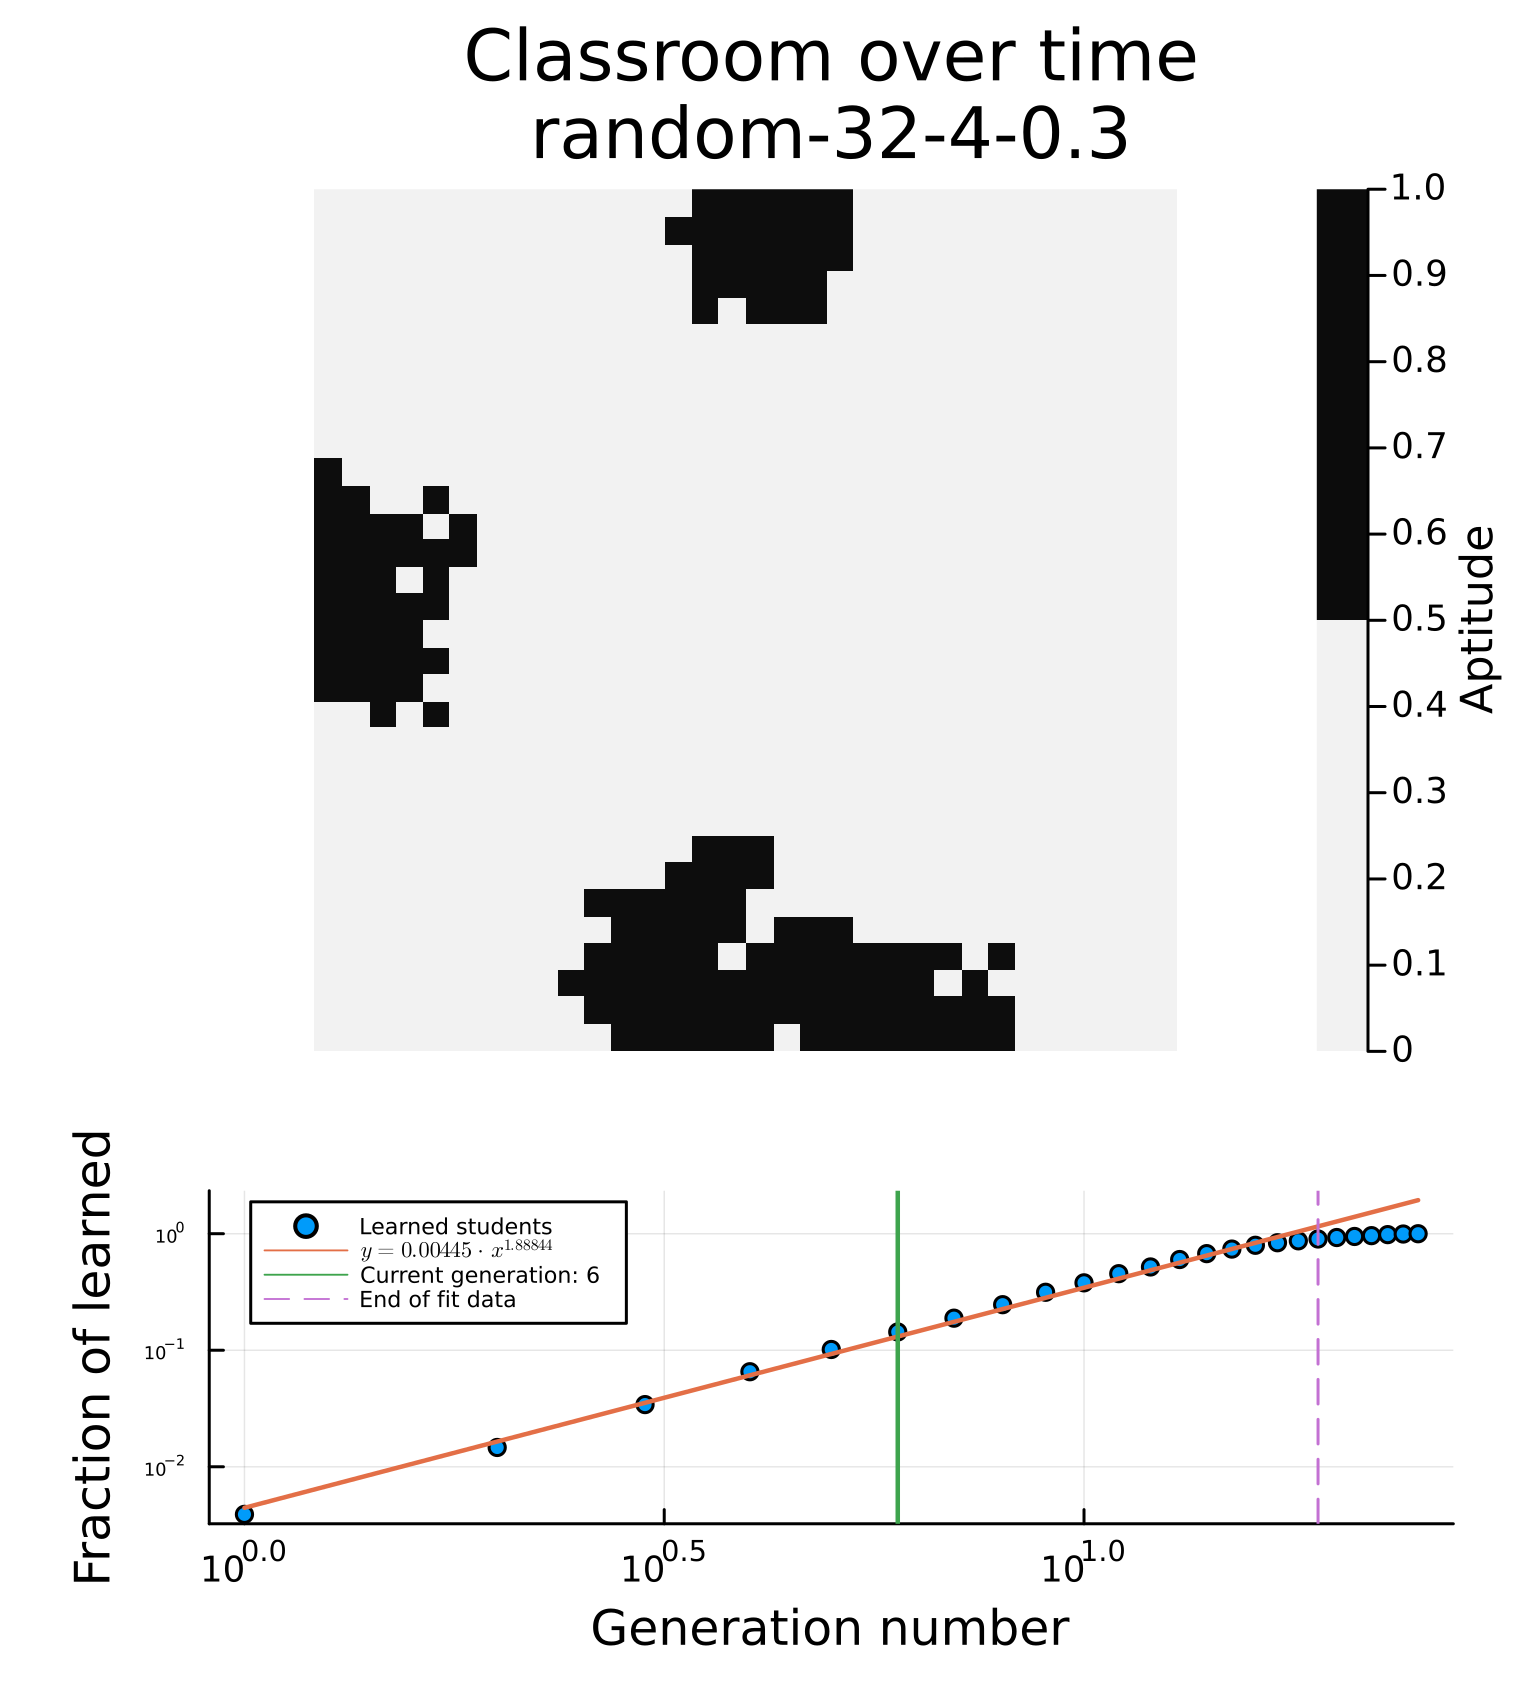 Classroom over time
random-32-4-0.3
1.0
0.9
0.8
0.7
0.6
0.5
0.4
0.3
0.2
0.1
0
Aptitude
Fraction of learned
10⁰
10⁻¹
10⁻²
Learned students
y = 0.00445 · x^1.88844
Current generation: 6
End of fit data
10^0.0
10^0.5
10^1.0
Generation number